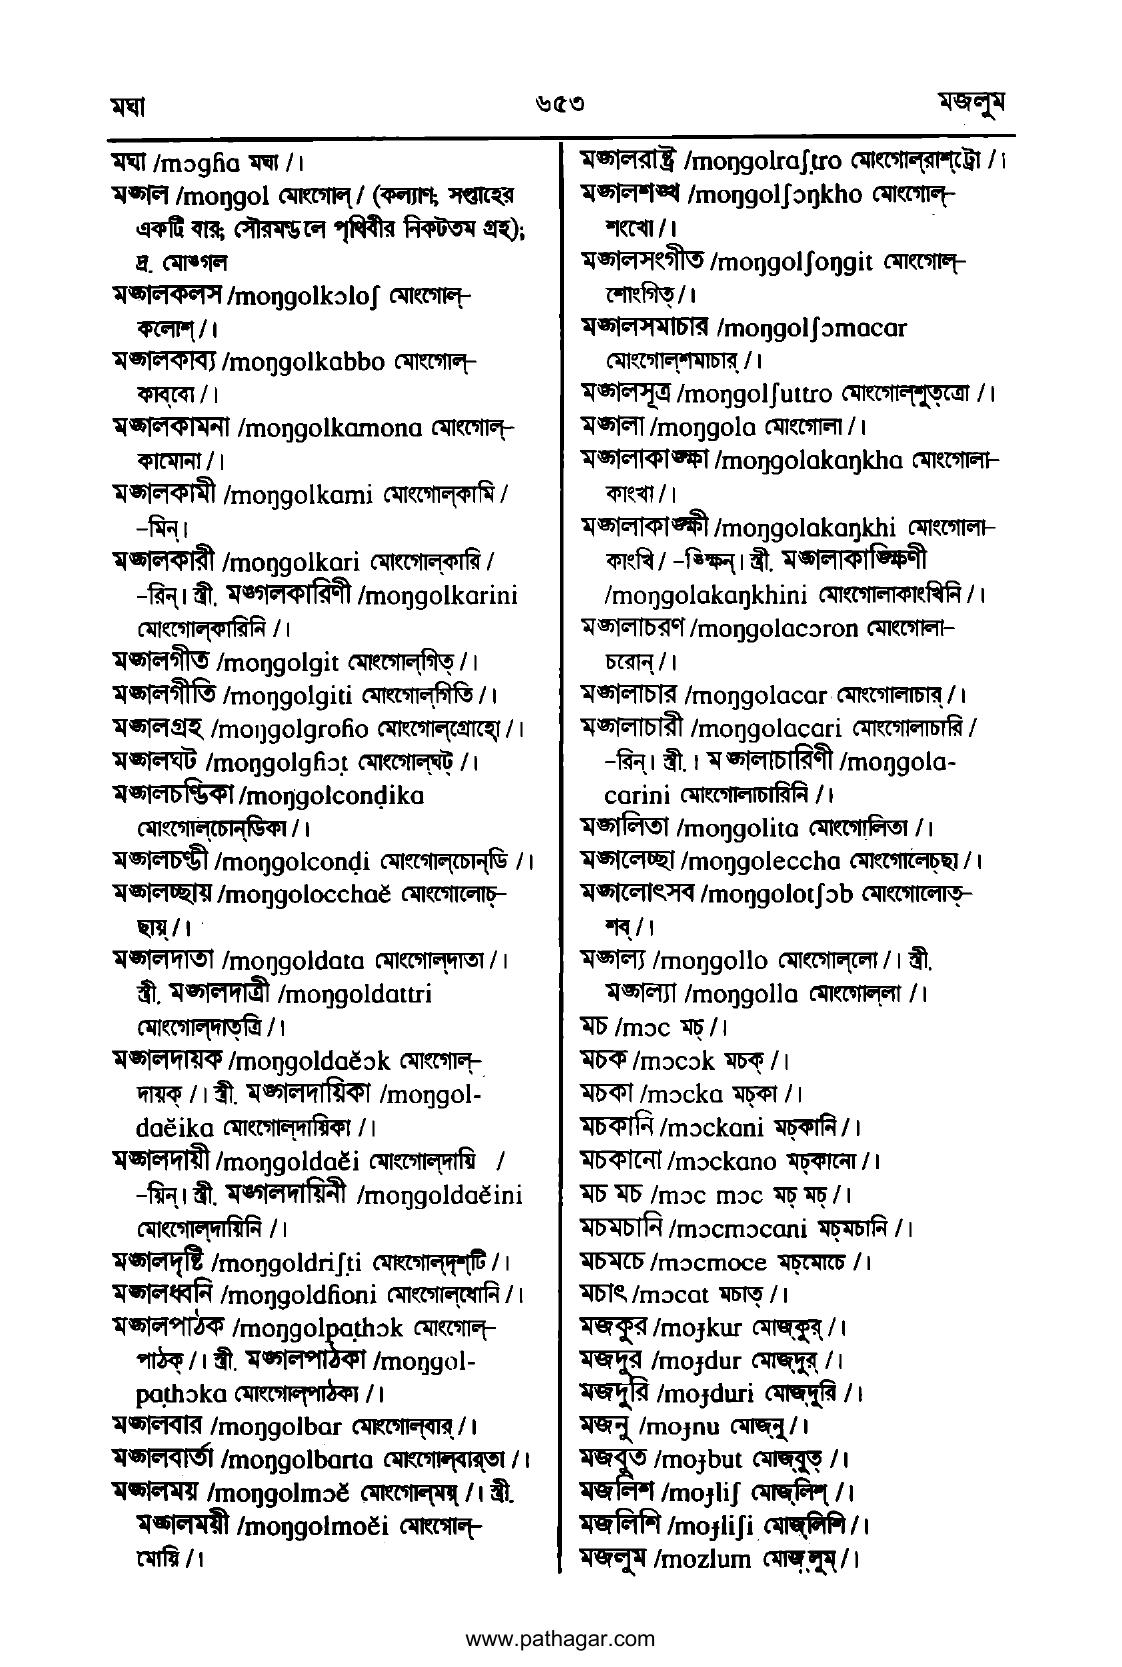 মঘা
৬৫৩
মজলুম
মঘা /mɔgɦa মঘা /।
মঙ্গল /moŋgol মোংগোল্ / (কল্যাণ; সপ্তাহের
একটি বার; সৌরমণ্ডলে পৃথিবীর নিকটতম গ্রহ);
দ্র. মোঙ্গল
মঙ্গলকলস /moŋgolkɔloʃ মোংগোল্-
কলোশ্ /।
মঙ্গলকাব্য /moŋgolkabbo মোংগোল্-
কাব্বো /।
মঙ্গলকামনা /moŋgolkamona মোংগোল্-
কামোনা /।
মঙ্গলকামী /moŋgolkami মোংগোল্কামি /
-মিন্।
মঙ্গলকারী /moŋgolkari মোংগোল্কারি /
-রিন্। স্ত্রী. মঙ্গলকারিণী /moŋgolkarini
মোংগোল্কারিনি /।
মঙ্গলগীত /moŋgolgit মোংগোল্গিত্ /।
মঙ্গলগীতি /moŋgolgiti মোংগোল্গিতি /।
মঙ্গলগ্রহ /moŋgolgroɦo মোংগোল্গ্রোহো /।
মঙ্গলঘট /moŋgolgɦɔṭ মোংগোল্ঘট্ /।
মঙ্গলচণ্ডিকা /moŋgolconḍika
মোংগোল্চোন্ডিকা /।
মঙ্গলচণ্ডী /moŋgolconḍi মোংগোল্চোন্ডি /।
মঙ্গলচ্ছায় /moŋgolocchaĕ মোংগোলোচ্-
ছায়্ /।
মঙ্গলদাতা /moŋgoldata মোংগোল্দাতা /।
স্ত্রী. মঙ্গলদাত্রী /moŋgoldattri
মোংগোল্দাত্ত্রি /।
মঙ্গলদায়ক /moŋgoldaĕɔk মোংগোল্-
দায়ক্ /। স্ত্রী. মঙ্গলদায়িকা /moŋgol-
daĕika মোংগোল্দায়িকা /।
মঙ্গলদায়ী /moŋgoldaĕi মোংগোল্দায়ি /
-য়িন্। স্ত্রী. মঙ্গলদায়িনী /moŋgoldaĕini
মোংগোল্দায়িনি /।
মঙ্গলদৃষ্টি /moŋgoldriʃṭi মোংগোল্দৃশ্টি /।
মঙ্গলধ্বনি /moŋgoldɦoni মোংগোল্ধোনি /।
মঙ্গলপাঠক /moŋgolpaṭhɔk মোংগোল্-
পাঠক্ /। স্ত্রী. মঙ্গলপাঠকা /moŋgol-
paṭhɔka মোংগোল্পাঠকা /।
মঙ্গলবার /moŋgolbar মোংগোল্বার্ /।
মঙ্গলবার্তা /moŋgolbarta মোংগোল্বার্তা /।
মঙ্গলময় /moŋgolmɔĕ মোংগোল্ময়্ /। স্ত্রী.
মঙ্গলময়ী /moŋgolmoĕi মোংগোল্-
মোয়ি /।
মঙ্গলরাষ্ট্র /moŋgolraʃṭro মোংগোল্রাশ্ট্রো /।
মঙ্গলশঙ্খ /moŋgolʃɔŋkho মোংগোল্-
শংখো /।
মঙ্গলসংগীত /moŋgolʃoŋgit মোংগোল্-
শোংগিত্ /।
মঙ্গলসমাচার /moŋgolʃɔmacar
মোংগোল্শমাচার্ /।
মঙ্গলসূত্র /moŋgolʃuttro মোংগোল্শুত্ত্রো /।
মঙ্গলা /moŋgola মোংগোলা /।
মঙ্গলাকাঙ্ক্ষা /moŋgolakaŋkha মোংগোলা-
কাংখা /।
মঙ্গলাকাঙ্ক্ষী /moŋgolakaŋkhi মোংগোলা-
কাংখি / -ঙ্ক্ষিন্। স্ত্রী. মঙ্গলাকাঙ্ক্ষিণী
/moŋgolakaŋkhini মোংগোলাকাংখিনি /।
মঙ্গলাচরণ /moŋgolacɔron মোংগোলা-
চরোন্ /।
মঙ্গলাচার /moŋgolacar মোংগোলাচার্ /।
মঙ্গলাচারী /moŋgolacari মোংগোলাচারি /
-রিন্। স্ত্রী. । মঙ্গলাচারিণী /moŋgola-
carini মোংগোলাচারিনি /।
মঙ্গলিতা /moŋgolita মোংগোলিতা /।
মঙ্গলেচ্ছা /moŋgoleccha মোংগোলেচ্ছা /।
মঙ্গলোৎসব /moŋgolotʃɔb মোংগোলোত্-
শব্ /।
মঙ্গল্য /moŋgollo মোংগোল্লো /। স্ত্রী.
মঙ্গল্যা /moŋgolla মোংগোল্লা /।
মচ /mɔc মচ্ /।
মচক /mɔcɔk মচক্ /।
মচকা /mɔcka মচ্কা /।
মচকানি /mɔckani মচ্কানি /।
মচকানো /mɔckano মচ্কানো /।
মচ মচ /mɔc mɔc মচ্ মচ্ /।
মচমচানি /mɔcmɔcani মচ্মচানি /।
মচমচে /mɔcmoce মচ্মোচে /।
মচাৎ /mɔcat মচাত্ /।
মজকুর /moɟkur মোজ্কুর্ /।
মজদুর /moɟdur মোজ্দুর্ /।
মজদুরি /moɟduri মোজ্দুরি /।
মজনু /moɟnu মোজ্নু /।
মজবুত /moɟbut মোজ্বুত্ /।
মজলিশ /moɟliʃ মোজ্লিশ্ /।
মজলিশি /moɟliʃi মোজ্লিশি /।
মজলুম /mozlum মোজ়্লুম্ /।
www.pathagar.com